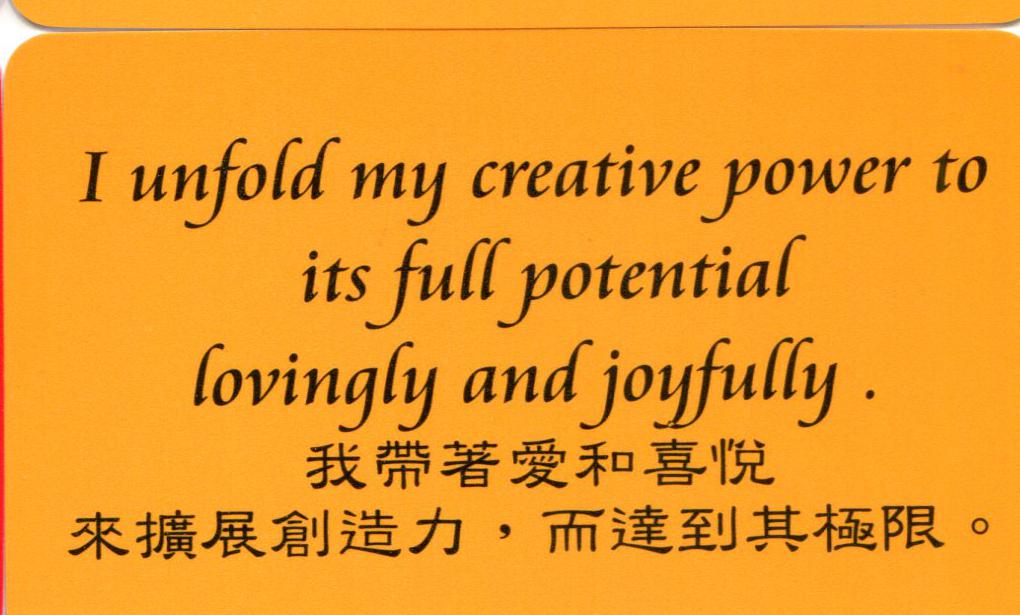 I unfold my creative power to
its full potential
lovingly and joyfully .
我帶著愛和喜悅
來擴展創造力，而達到其極限。